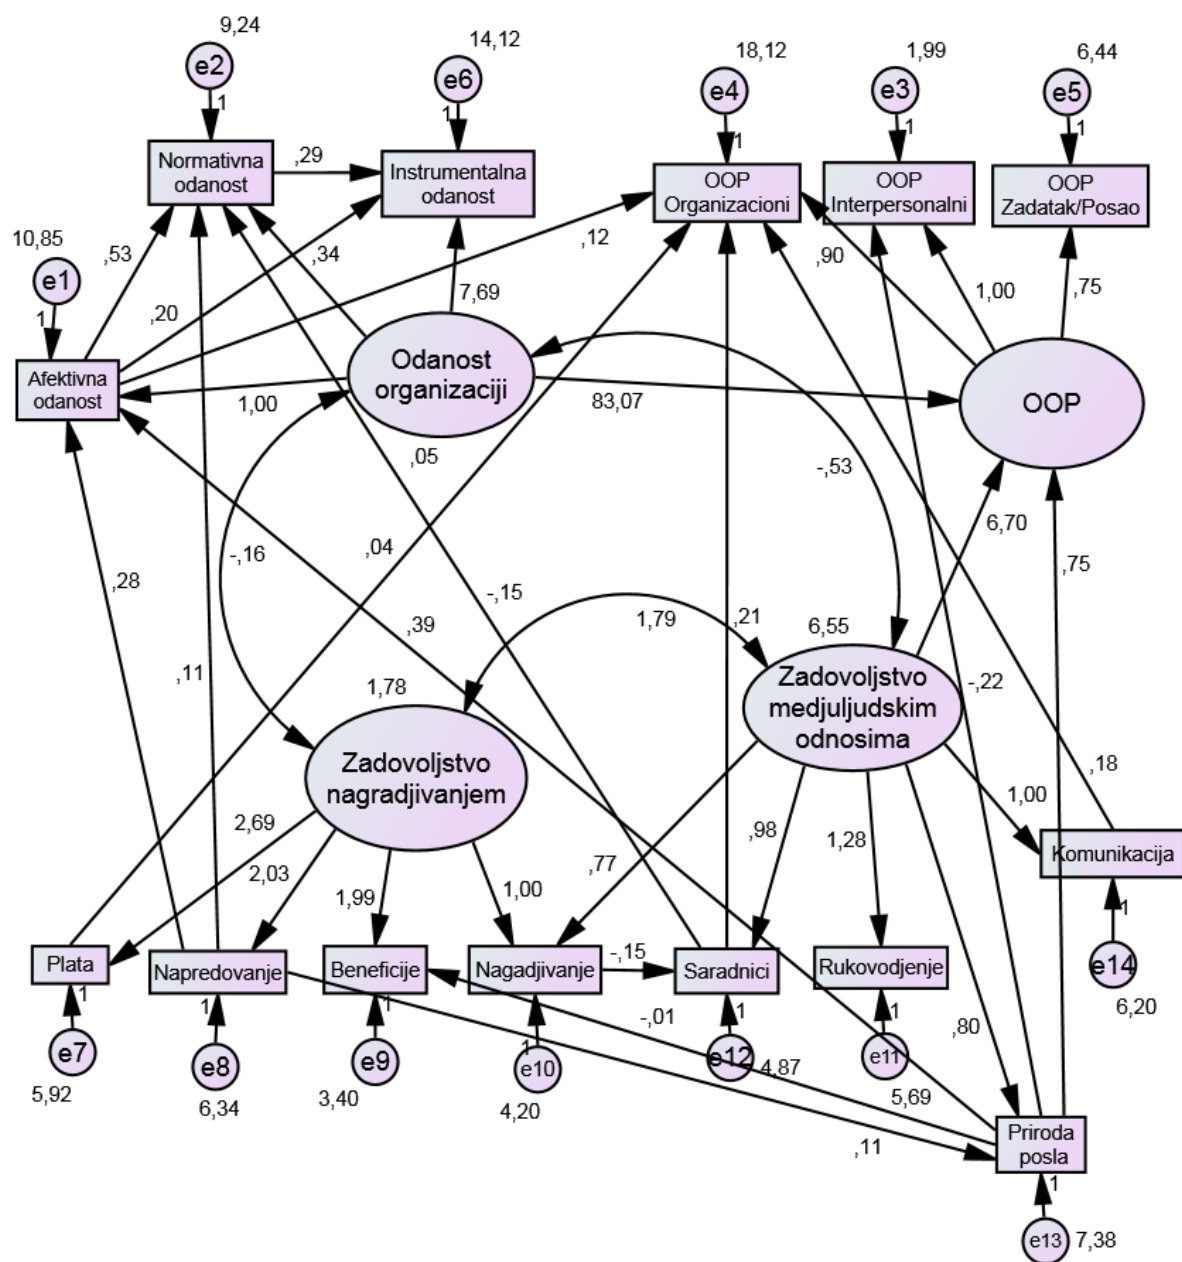 9,24
14,12
18,12
1,99
6,44
e2
e6
e4
e3
e5
1
1
1
1
1
Normativna
odanost
,29
Instrumentalna
odanost
OOP
Organizacioni
OOP
Interpersonalni
OOP
Zadatak/Posao
10,85
e1
1
,53
,34
,12
,90
,20
7,69
1,00
,75
Afektivna
odanost
Odanost
organizaciji
OOP
1,00
83,07
,05
-,53
6,70
,04
-,16
,75
,28
-,15
,39
1,79
,21
6,55
,11
1,78
Zadovoljstvo
medjuljudskim
odnosima
-,22
Zadovoljstvo
nagradjivanjem
,18
1,00
2,69
,98
1,28
2,03
,77
1,99
1,00
Komunikacija
1
e14
6,20
Plata
Napredovanje
Beneficije
Nagadjivanje
-,15
Saradnici
Rukovodjenje
1
1
1
1
1
1
-,01
,80
e7
e8
e9
e10
e12
4,87
e11
5,92
6,34
3,40
4,20
5,69
,11
Priroda
posla
1
e13
7,38